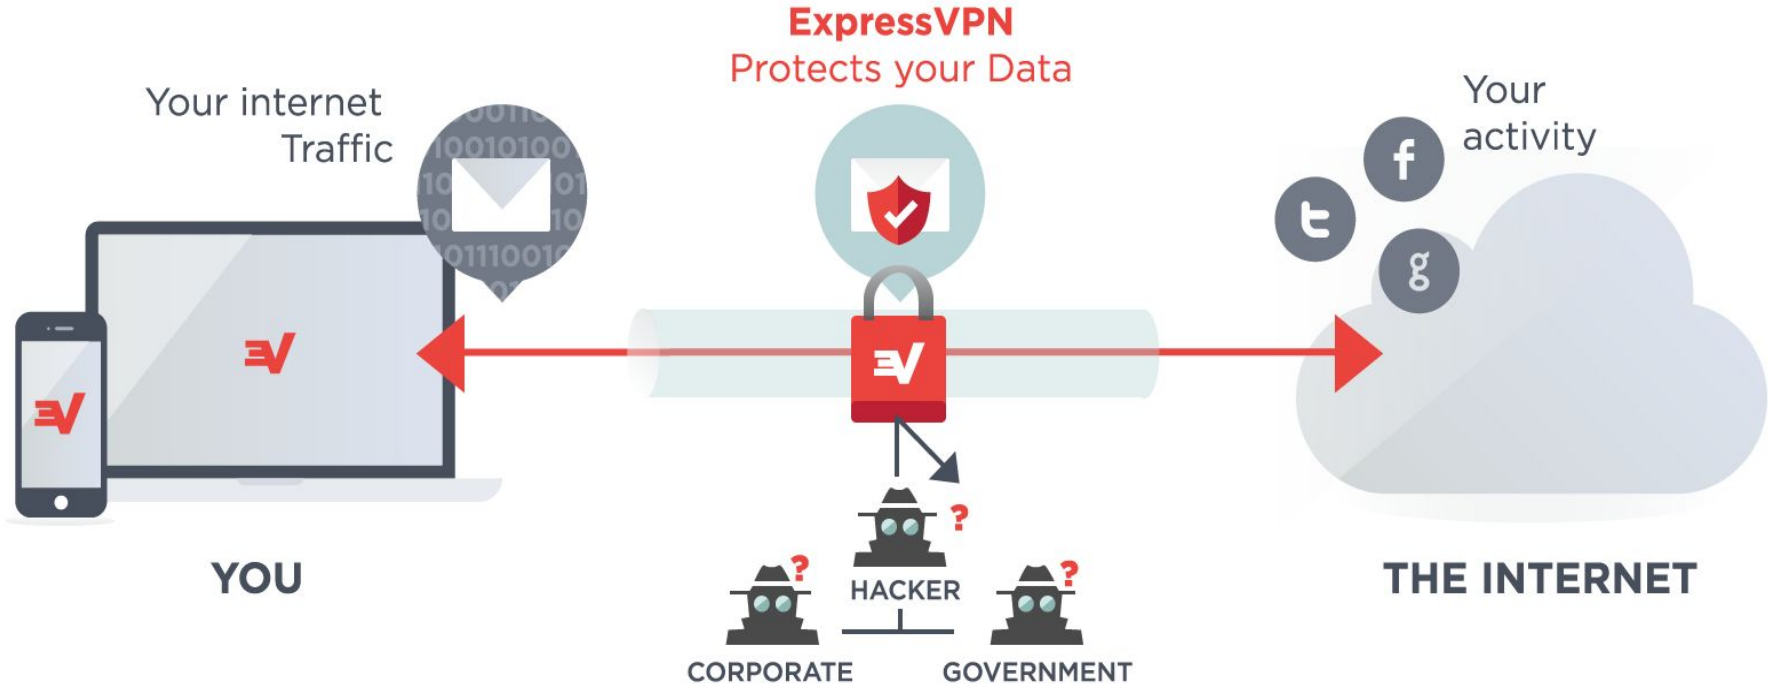 ExpressVPN
Protects your Data
Your internet
Traffic
Your
activity
f
t
g
YOU
?
HACKER
?
CORPORATE
?
GOVERNMENT
THE INTERNET